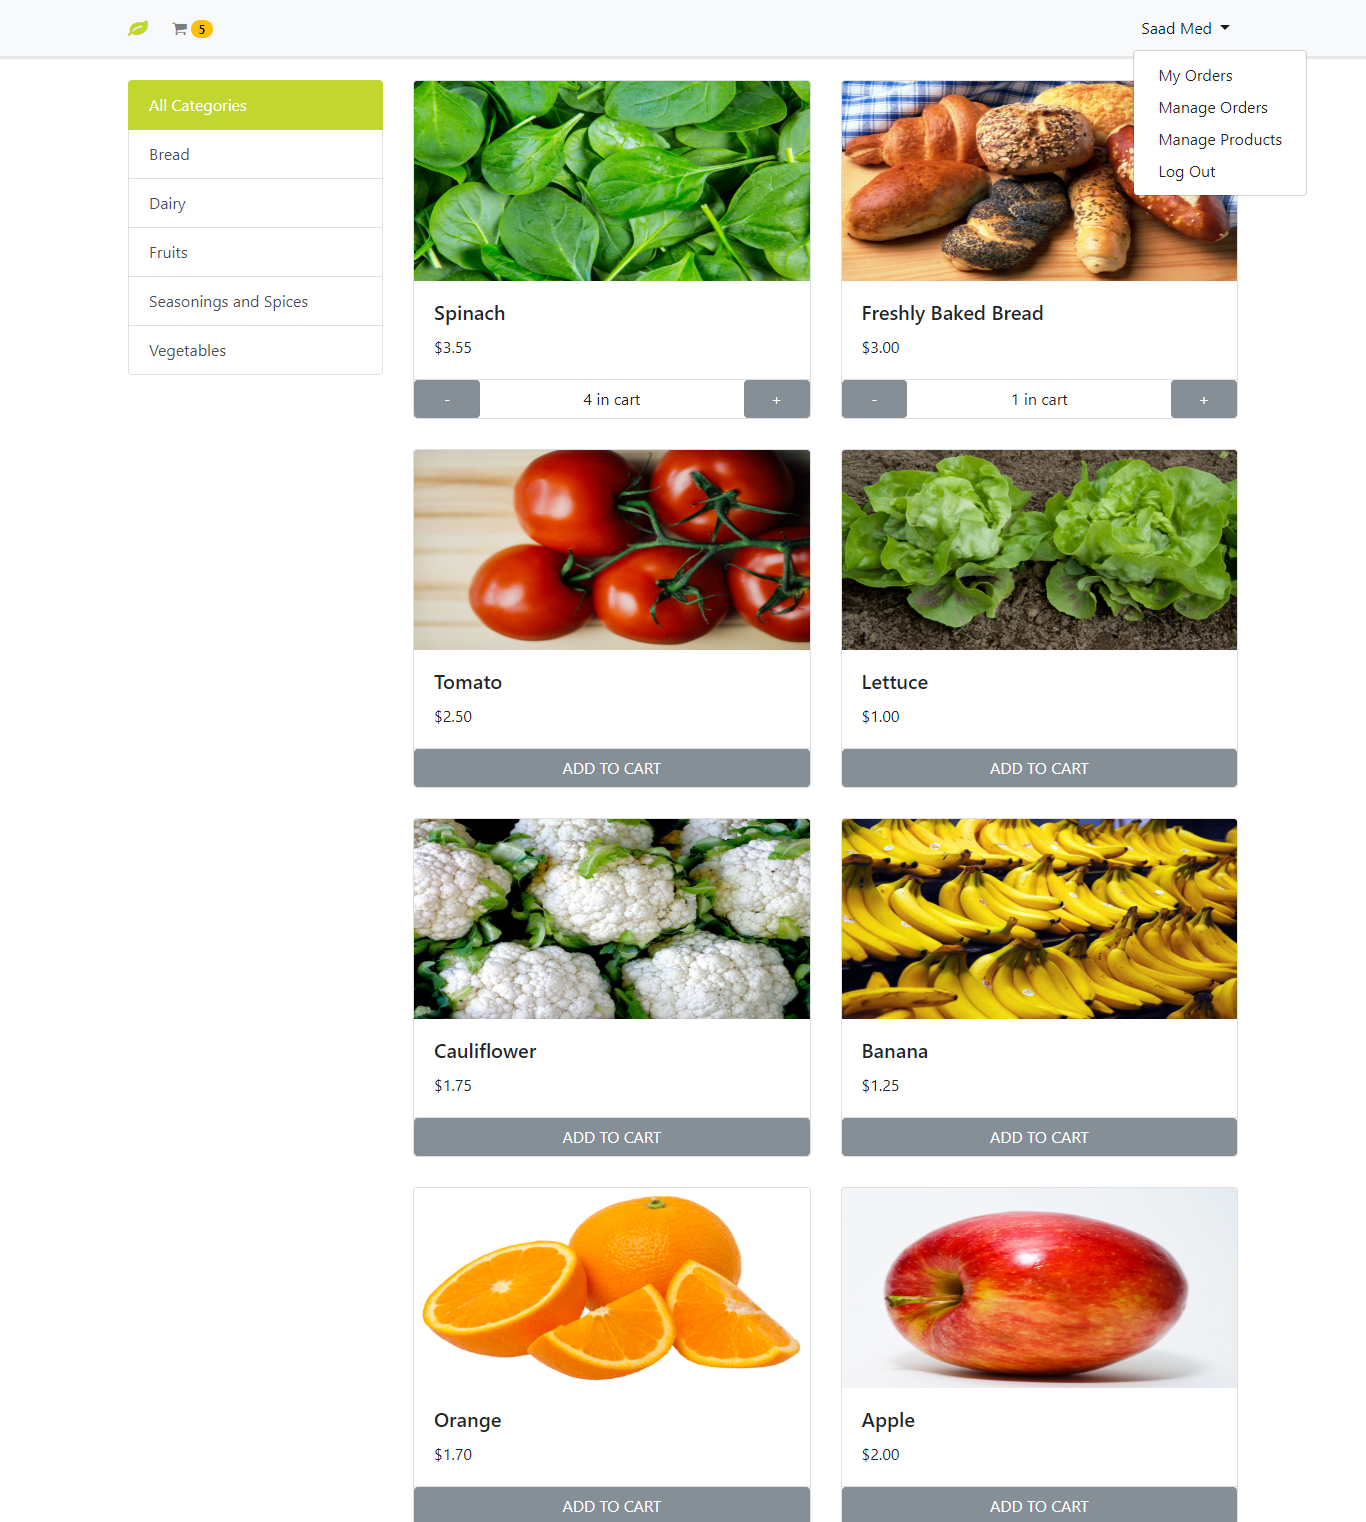 5
Saad Med
My Orders
Manage Orders
Manage Products
Log Out
All Categories
Bread
Dairy
Fruits
Seasonings and Spices
Vegetables
Spinach
$3.55
- 4 in cart +
Freshly Baked Bread
$3.00
- 1 in cart +
Tomato
$2.50
ADD TO CART
Lettuce
$1.00
ADD TO CART
Cauliflower
$1.75
ADD TO CART
Banana
$1.25
ADD TO CART
Orange
$1.70
ADD TO CART
Apple
$2.00
ADD TO CART